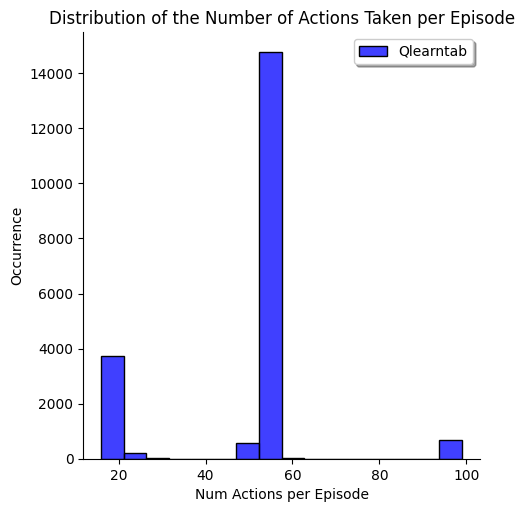 Distribution of the Number of Actions Taken per Episode
Qlearntab
14000
12000
10000
8000
6000
4000
2000
0
Occurrence
20 40 60 80 100
Num Actions per Episode